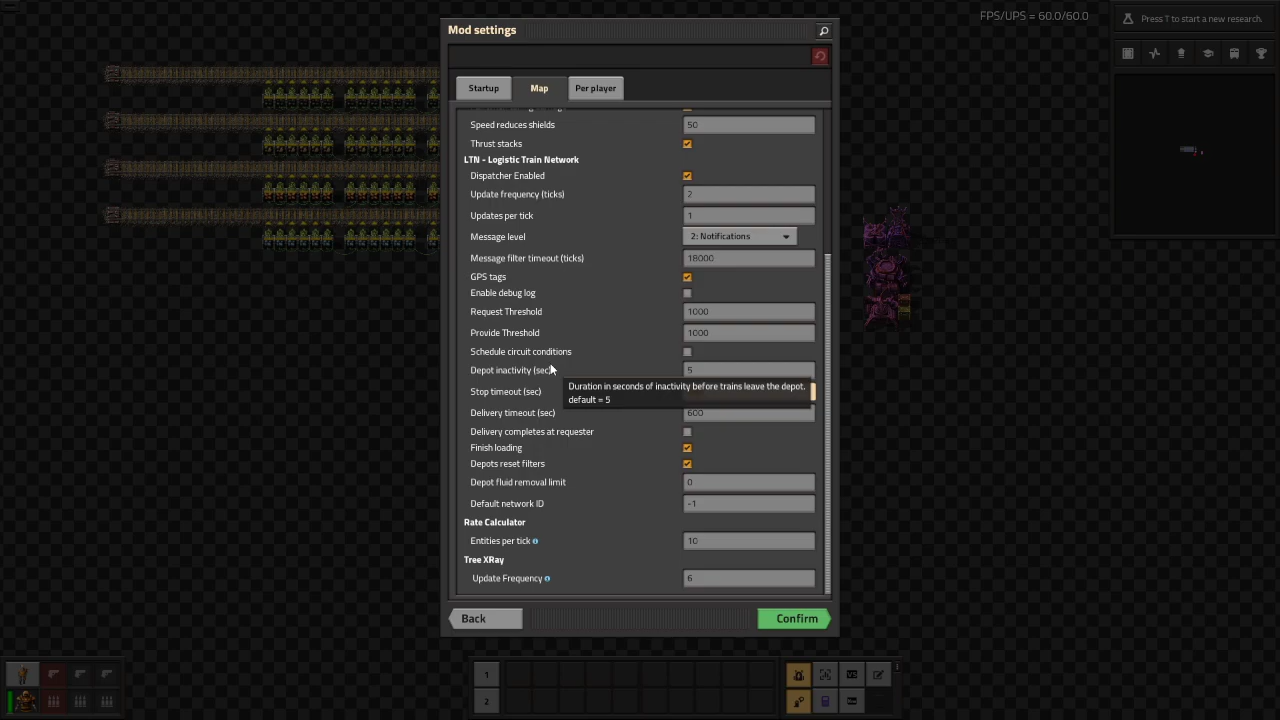 FPS/UPS = 60.0/60.0
Press T to start a new research.
Mod settings
Startup
Map
Per player
Speed reduces shields 50
Thrust stacks
LTN - Logistic Train Network
Dispatcher Enabled
Update frequency (ticks) 2
Updates per tick 1
Message level 2: Notifications
Message filter timeout (ticks) 18000
GPS tags
Enable debug log
Request Threshold 1000
Provide Threshold 1000
Schedule circuit conditions
Depot inactivity (sec) 5
Duration in seconds of inactivity before trains leave the depot.
default = 5
Stop timeout (sec)
Delivery timeout (sec) 600
Delivery completes at requester
Finish loading
Depots reset filters
Depot fluid removal limit 0
Default network ID -1
Rate Calculator
Entities per tick 10
Tree XRay
Update Frequency 6
Back
Confirm
1
2